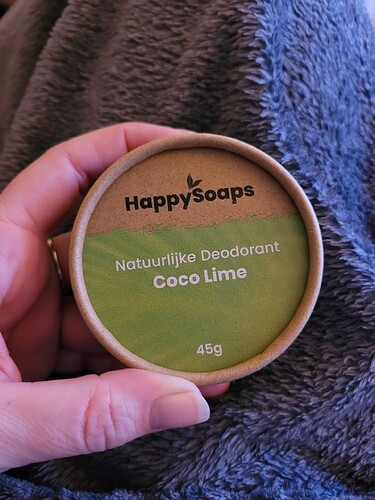 HappySoaps
Natuurlijke Deodorant
Coco Lime
45g